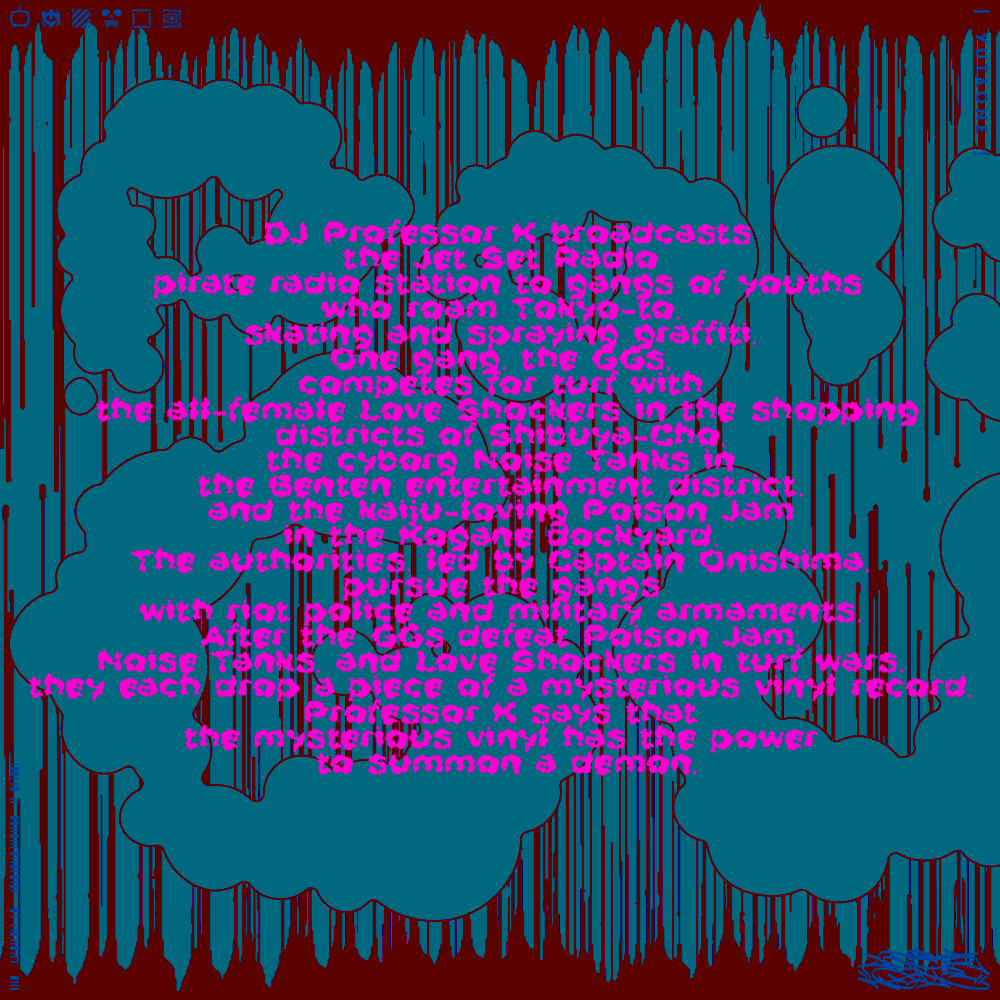 DJ Professor K broadcasts
the Jet Set Radio
pirate radio station to gangs of youths
who roam Tokyo-to,
skating and spraying graffiti.
One gang, the GGs,
competes for turf with
the all-female Love Shockers in the shopping
districts of Shibuya-Cho,
the cyborg Noise Tanks in
the Benten entertainment district,
and the kaiju-loving Poison Jam
in the Kogane dockyard.
The authorities, led by Captain Onishima,
pursue the gangs
with riot police and military armaments.
After the GGs defeat Poison Jam,
Noise Tanks, and Love Shockers in turf wars,
they each drop a piece of a mysterious vinyl record.
Professor K says that
the mysterious vinyl has the power
to summon a demon.